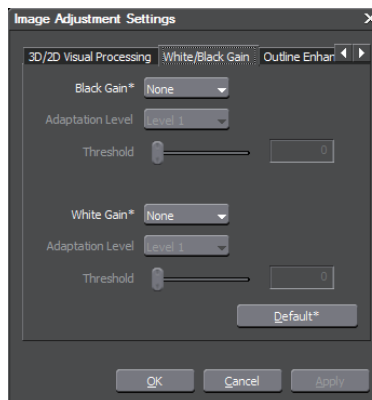 Image Adjustment Settings
3D/2D Visual Processing White/Black Gain Outline Enhan
Black Gain* None
Adaptation Level Level 1
Threshold 0
White Gain* None
Adaptation Level Level 1
Threshold 0
Default*
OK Cancel Apply